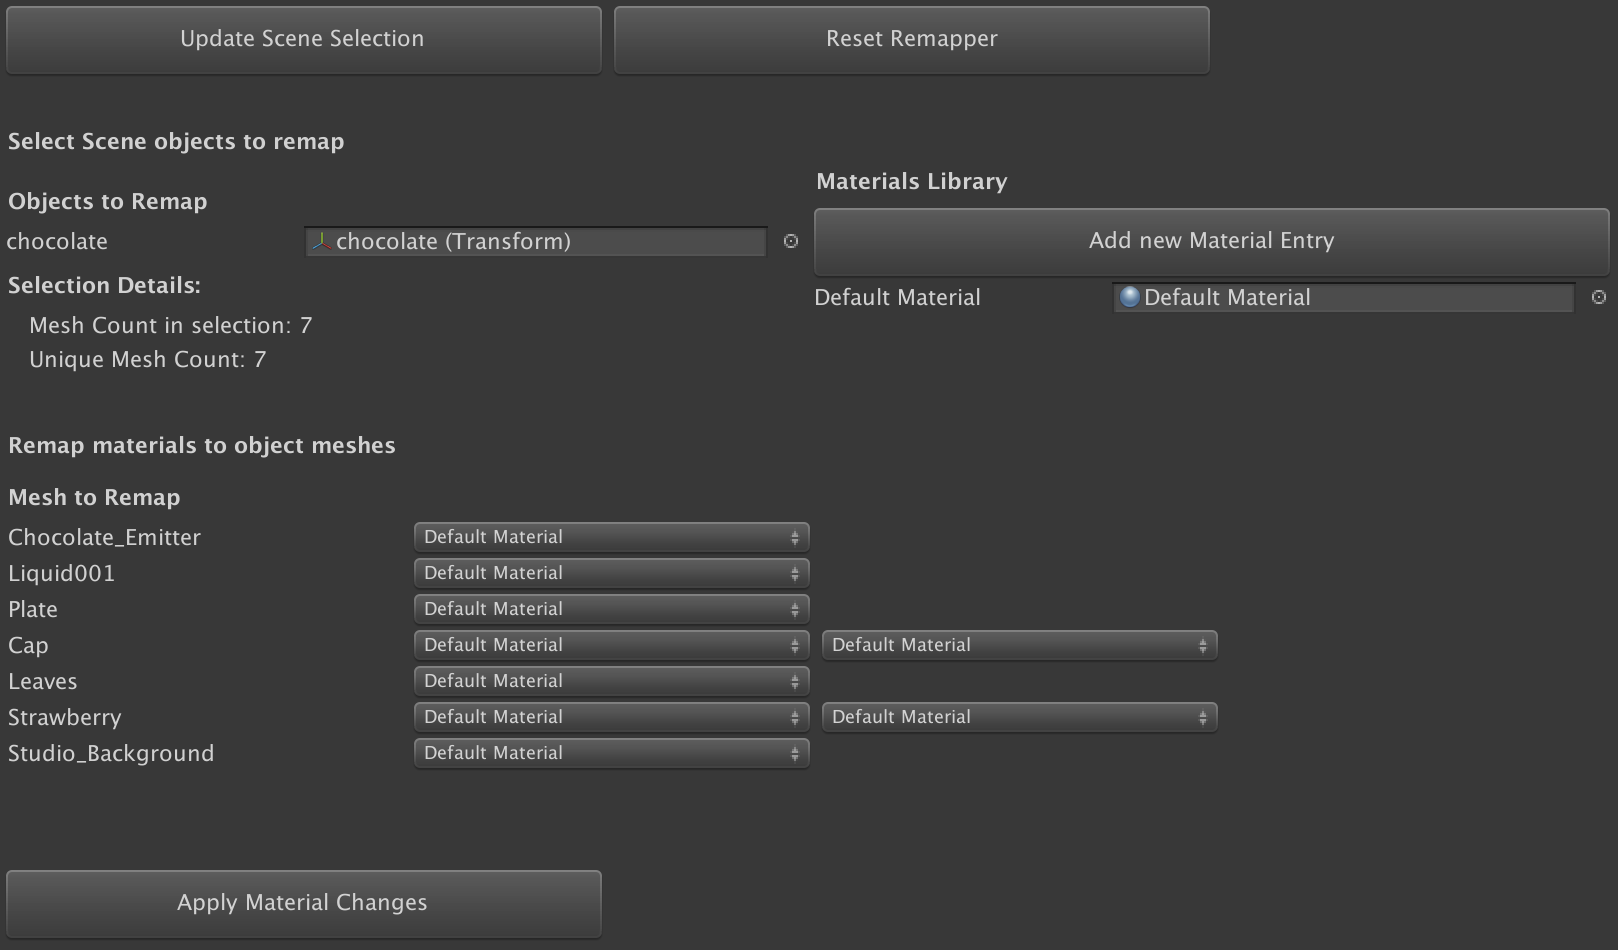 Update Scene Selection
Reset Remapper
Select Scene objects to remap
Objects to Remap
chocolate
chocolate (Transform)
Selection Details:
Mesh Count in selection: 7
Unique Mesh Count: 7
Materials Library
Add new Material Entry
Default Material
Default Material
Remap materials to object meshes
Mesh to Remap
Chocolate_Emitter
Default Material
Liquid001
Default Material
Plate
Default Material
Cap
Default Material
Default Material
Leaves
Default Material
Strawberry
Default Material
Default Material
Studio_Background
Default Material
Apply Material Changes